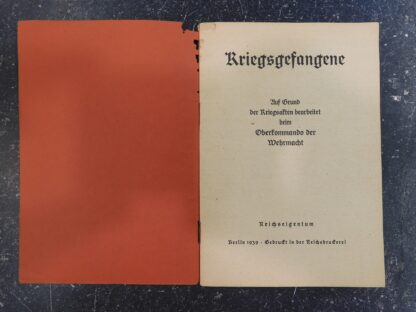 Kriegsgefangene
Auf Grund
der Kriegsakten bearbeitet
beim
Oberkommando der
Wehrmacht
Reichseigentum
Berlin 1939 · Gedruckt in der Reichsdruckerei